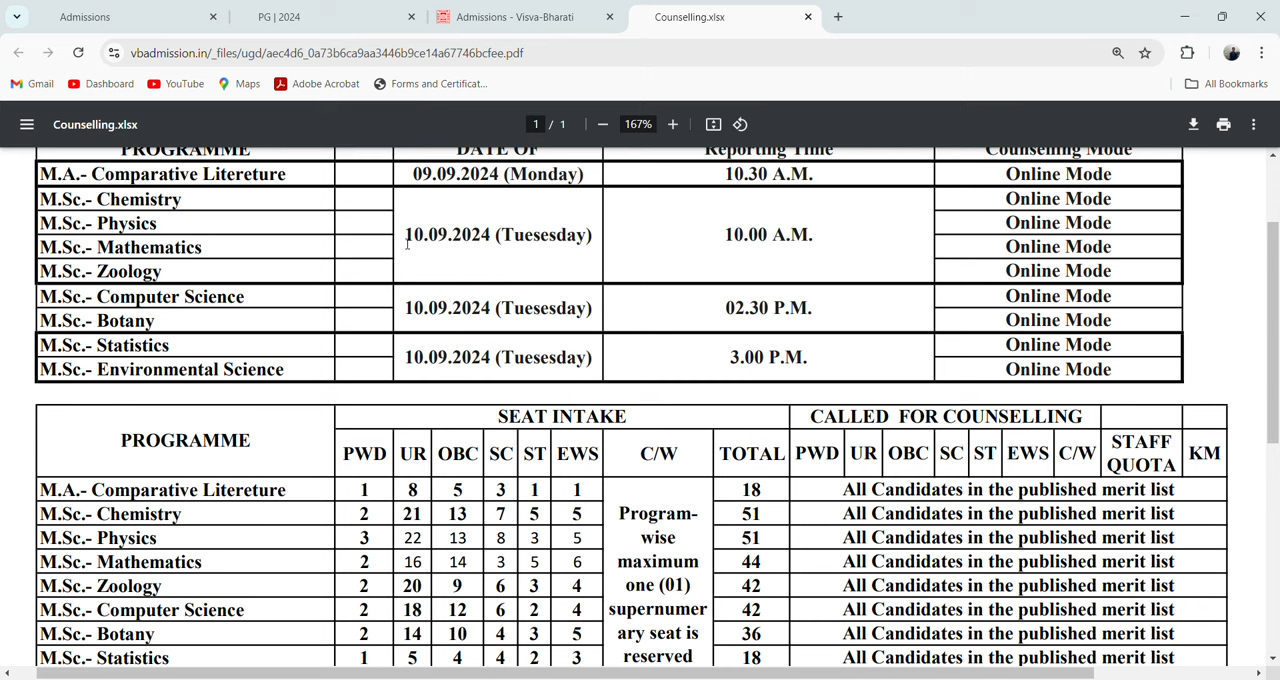 Admissions
PG | 2024
Admissions - Visva-Bharati
Counselling.xlsx
vbadmission.in/_files/ugd/aec4d6_0a73b6ca9aa3446b9ce14a67746bcfee.pdf
Gmail
Dashboard
YouTube
Maps
Adobe Acrobat
Forms and Certificat...
All Bookmarks
Counselling.xlsx
1 / 1
167%
PROGRAMME DATE OF Reporting Time Counselling Mode
M.A.- Comparative Litereture 09.09.2024 (Monday) 10.30 A.M. Online Mode
M.Sc.- Chemistry Online Mode
M.Sc.- Physics Online Mode
10.09.2024 (Tuesesday) 10.00 A.M.
M.Sc.- Mathematics Online Mode
M.Sc.- Zoology Online Mode
M.Sc.- Computer Science Online Mode
10.09.2024 (Tuesesday) 02.30 P.M.
M.Sc.- Botany Online Mode
M.Sc.- Statistics Online Mode
10.09.2024 (Tuesesday) 3.00 P.M.
M.Sc.- Environmental Science Online Mode
SEAT INTAKE CALLED FOR COUNSELLING
PROGRAMME
PWD UR OBC SC ST EWS C/W TOTAL PWD UR OBC SC ST EWS C/W STAFF QUOTA KM
M.A.- Comparative Litereture 1 8 5 3 1 1 18 All Candidates in the published merit list
M.Sc.- Chemistry 2 21 13 7 5 5 Program- 51 All Candidates in the published merit list
M.Sc.- Physics 3 22 13 8 3 5 wise 51 All Candidates in the published merit list
M.Sc.- Mathematics 2 16 14 3 5 6 maximum 44 All Candidates in the published merit list
M.Sc.- Zoology 2 20 9 6 3 4 one (01) 42 All Candidates in the published merit list
M.Sc.- Computer Science 2 18 12 6 2 4 supernumer 42 All Candidates in the published merit list
M.Sc.- Botany 2 14 10 4 3 5 ary seat is 36 All Candidates in the published merit list
M.Sc.- Statistics 1 5 4 4 2 3 reserved 18 All Candidates in the published merit list